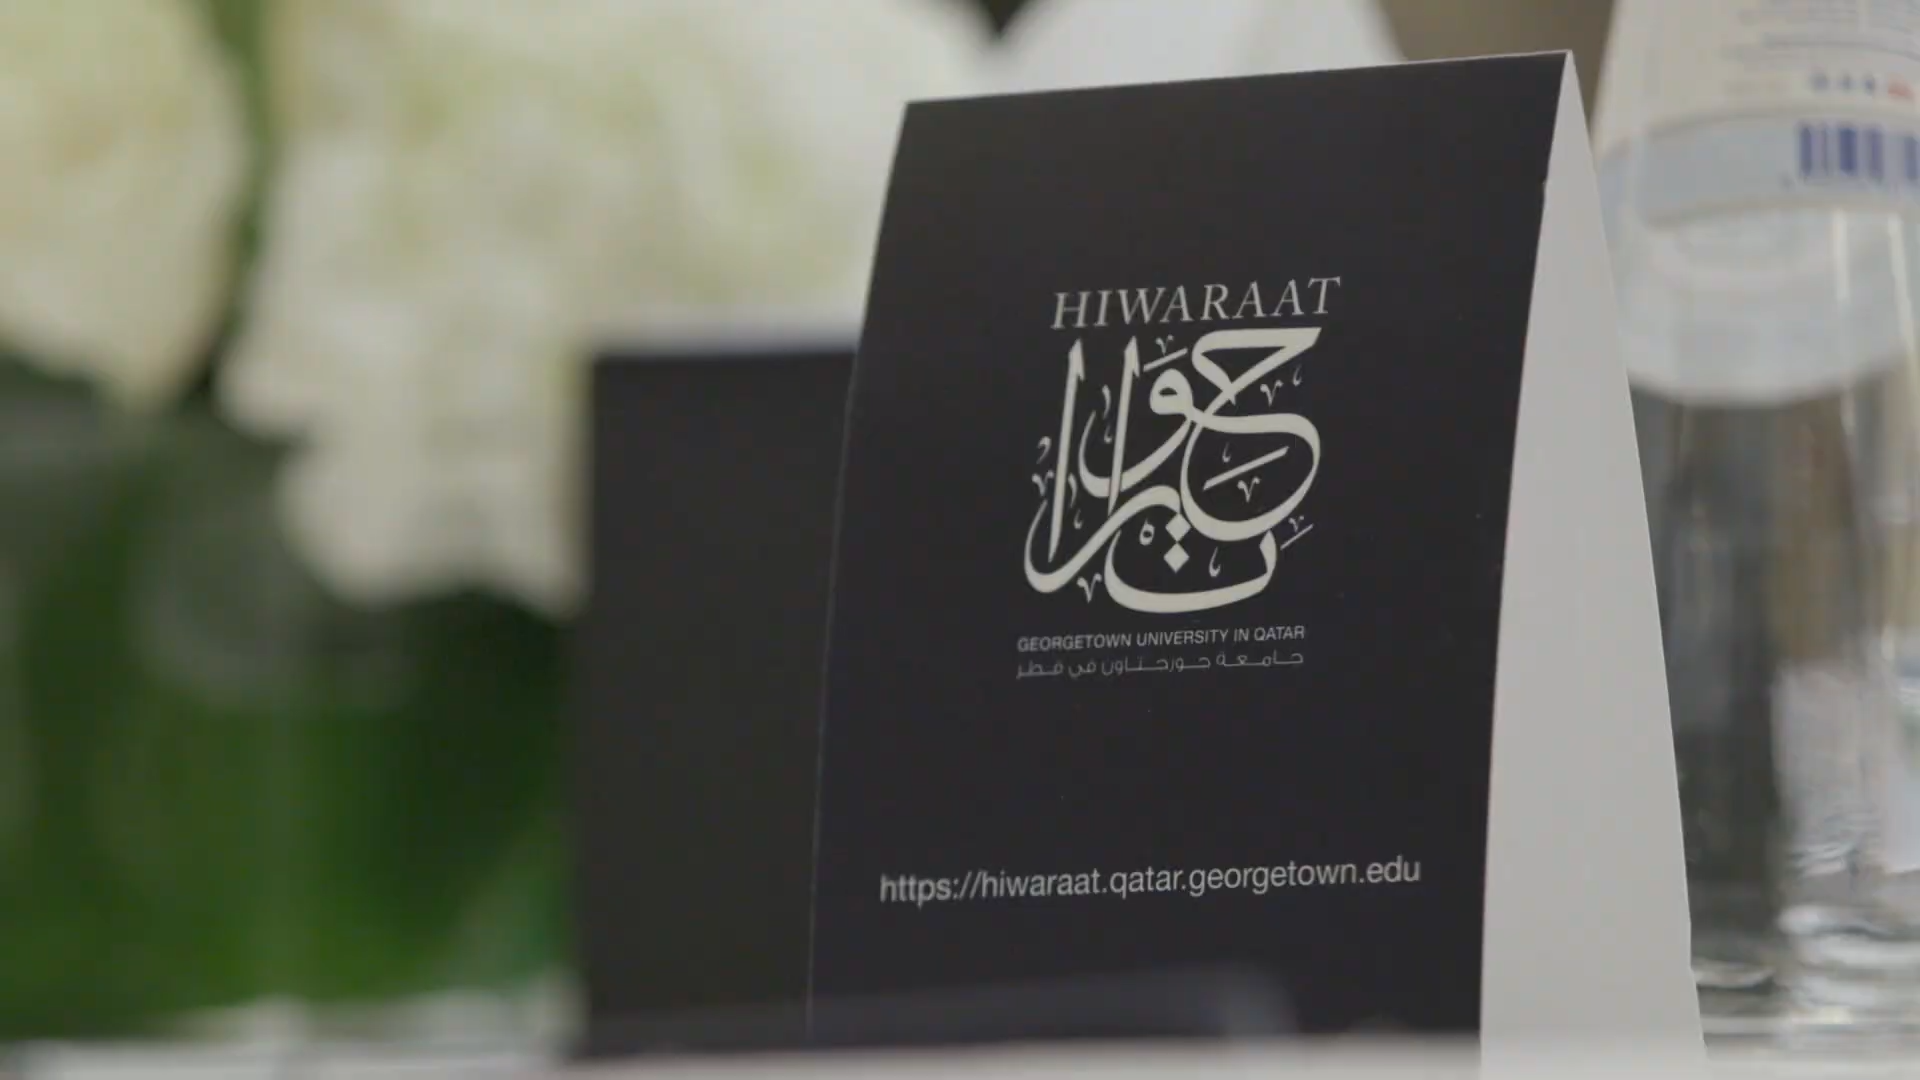 HIWARAAT
حوارات
GEORGETOWN UNIVERSITY IN QATAR
جامعة جورجتاون في قطر
https://hiwaraat.qatar.georgetown.edu